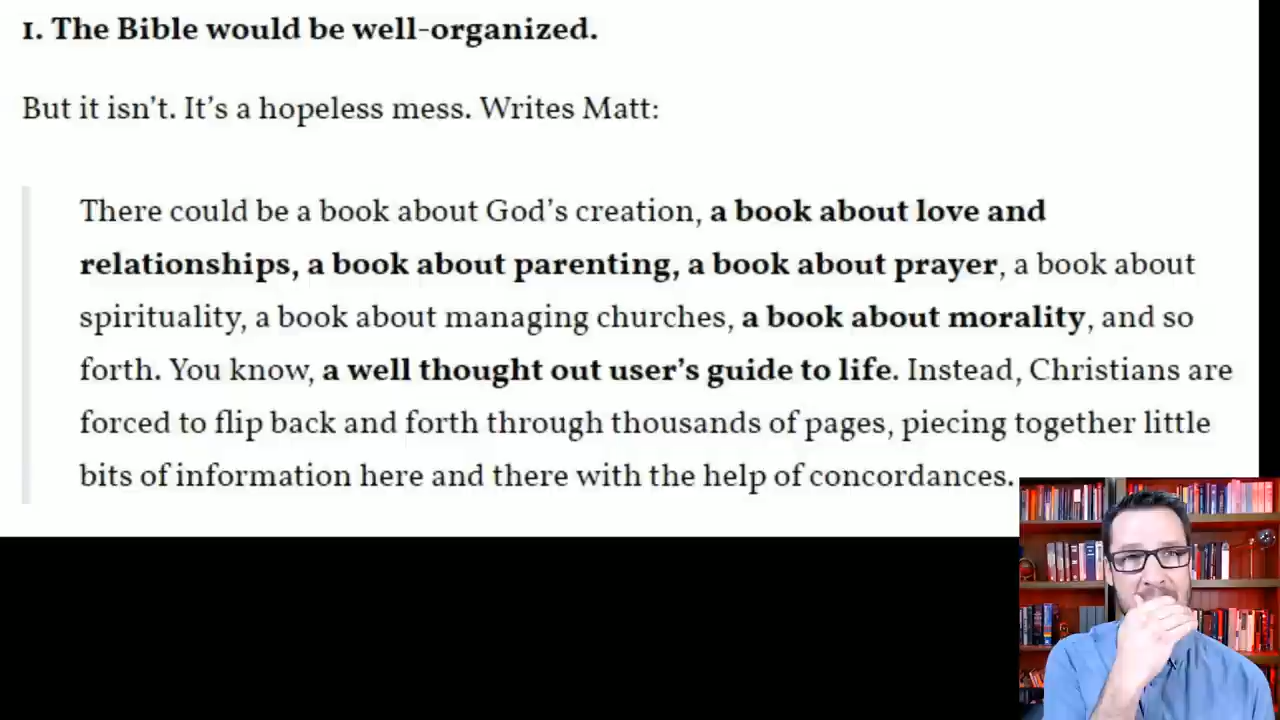 1. The Bible would be well-organized.
But it isn’t. It’s a hopeless mess. Writes Matt:
There could be a book about God’s creation, a book about love and
relationships, a book about parenting, a book about prayer, a book about
spirituality, a book about managing churches, a book about morality, and so
forth. You know, a well thought out user’s guide to life. Instead, Christians are
forced to flip back and forth through thousands of pages, piecing together little
bits of information here and there with the help of concordances.